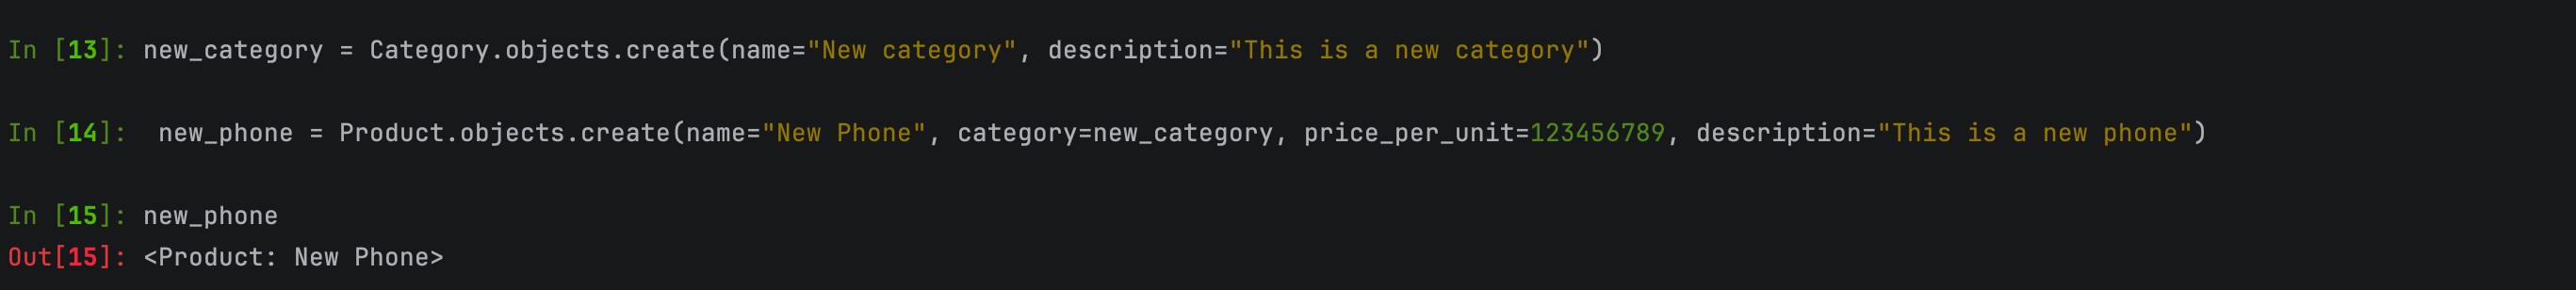 In [13]: new_category = Category.objects.create(name="New category", description="This is a new category")
In [14]:  new_phone = Product.objects.create(name="New Phone", category=new_category, price_per_unit=123456789, description="This is a new phone")
In [15]: new_phone
Out[15]: <Product: New Phone>